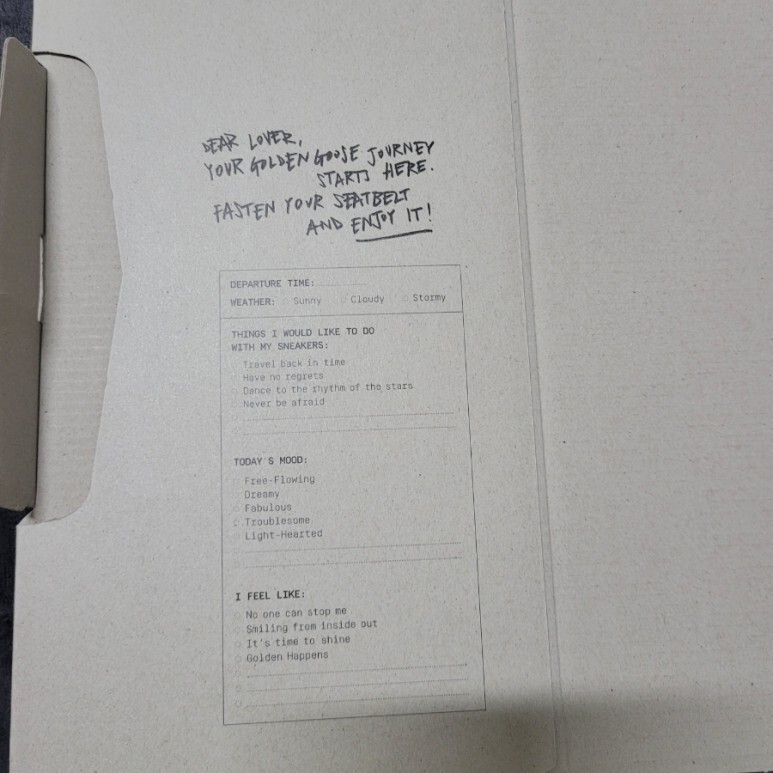 DEAR LOVER,
YOUR GOLDEN GOOSE JOURNEY
STARTS HERE.
FASTEN YOUR SEATBELT
AND ENJOY IT!
DEPARTURE TIME:
WEATHER: Sunny Cloudy Stormy
THINGS I WOULD LIKE TO DO
WITH MY SNEAKERS:
Travel back in time
Have no regrets
Dance to the rhythm of the stars
Never be afraid
TODAY'S MOOD:
Free-Flowing
Dreamy
Fabulous
Troublesome
Light-Hearted
I FEEL LIKE:
No one can stop me
Smiling from inside out
It's time to shine
Golden Happens